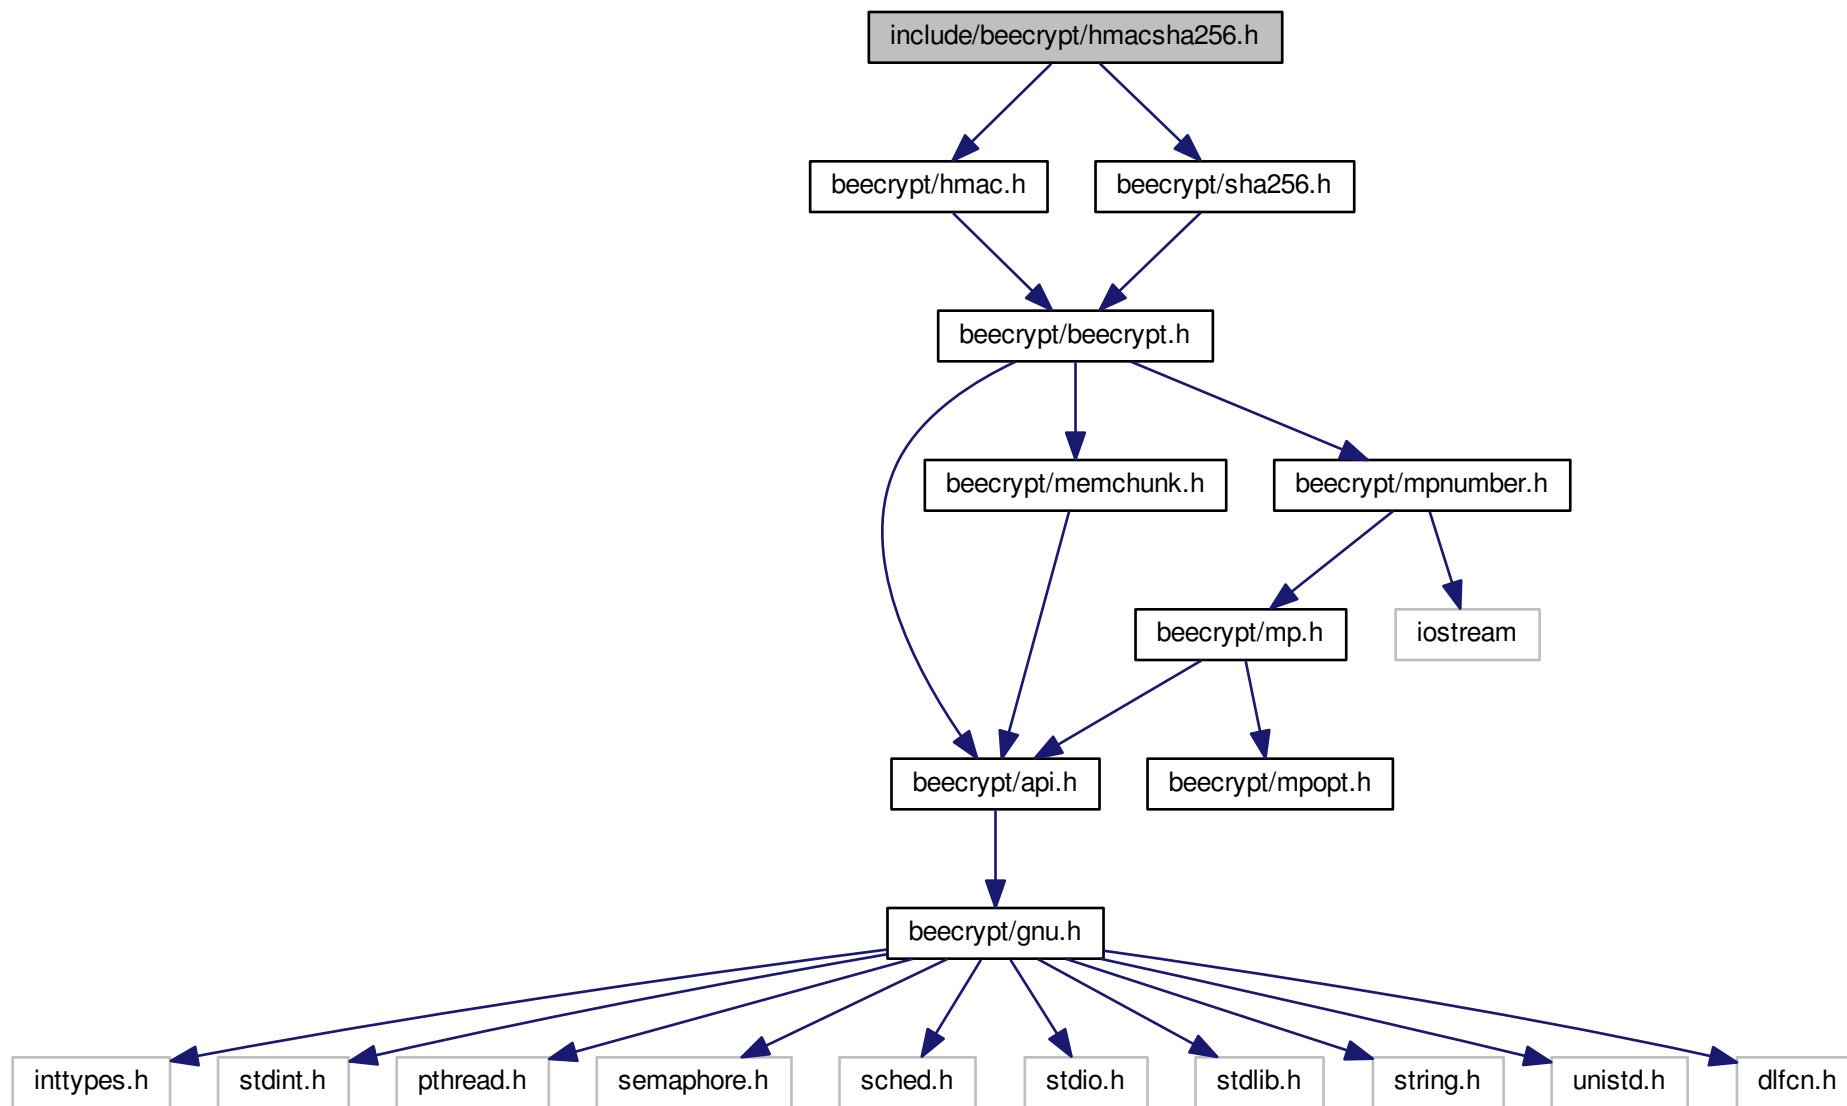 include/beecrypt/hmacsha256.h
beecrypt/hmac.h
beecrypt/sha256.h
beecrypt/beecrypt.h
beecrypt/memchunk.h
beecrypt/mpnumber.h
beecrypt/mp.h
iostream
beecrypt/api.h
beecrypt/mpopt.h
beecrypt/gnu.h
inttypes.h
stdint.h
pthread.h
semaphore.h
sched.h
stdio.h
stdlib.h
string.h
unistd.h
dlfcn.h